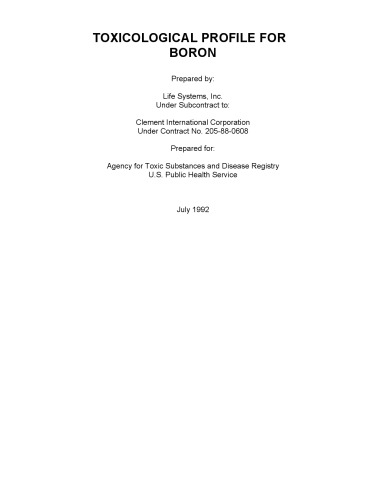 TOXICOLOGICAL PROFILE FOR
BORON
Prepared by:
Life Systems, Inc.
Under Subcontract to:
Clement International Corporation
Under Contract No. 205-88-0608
Prepared for:
Agency for Toxic Substances and Disease Registry
U.S. Public Health Service
July 1992